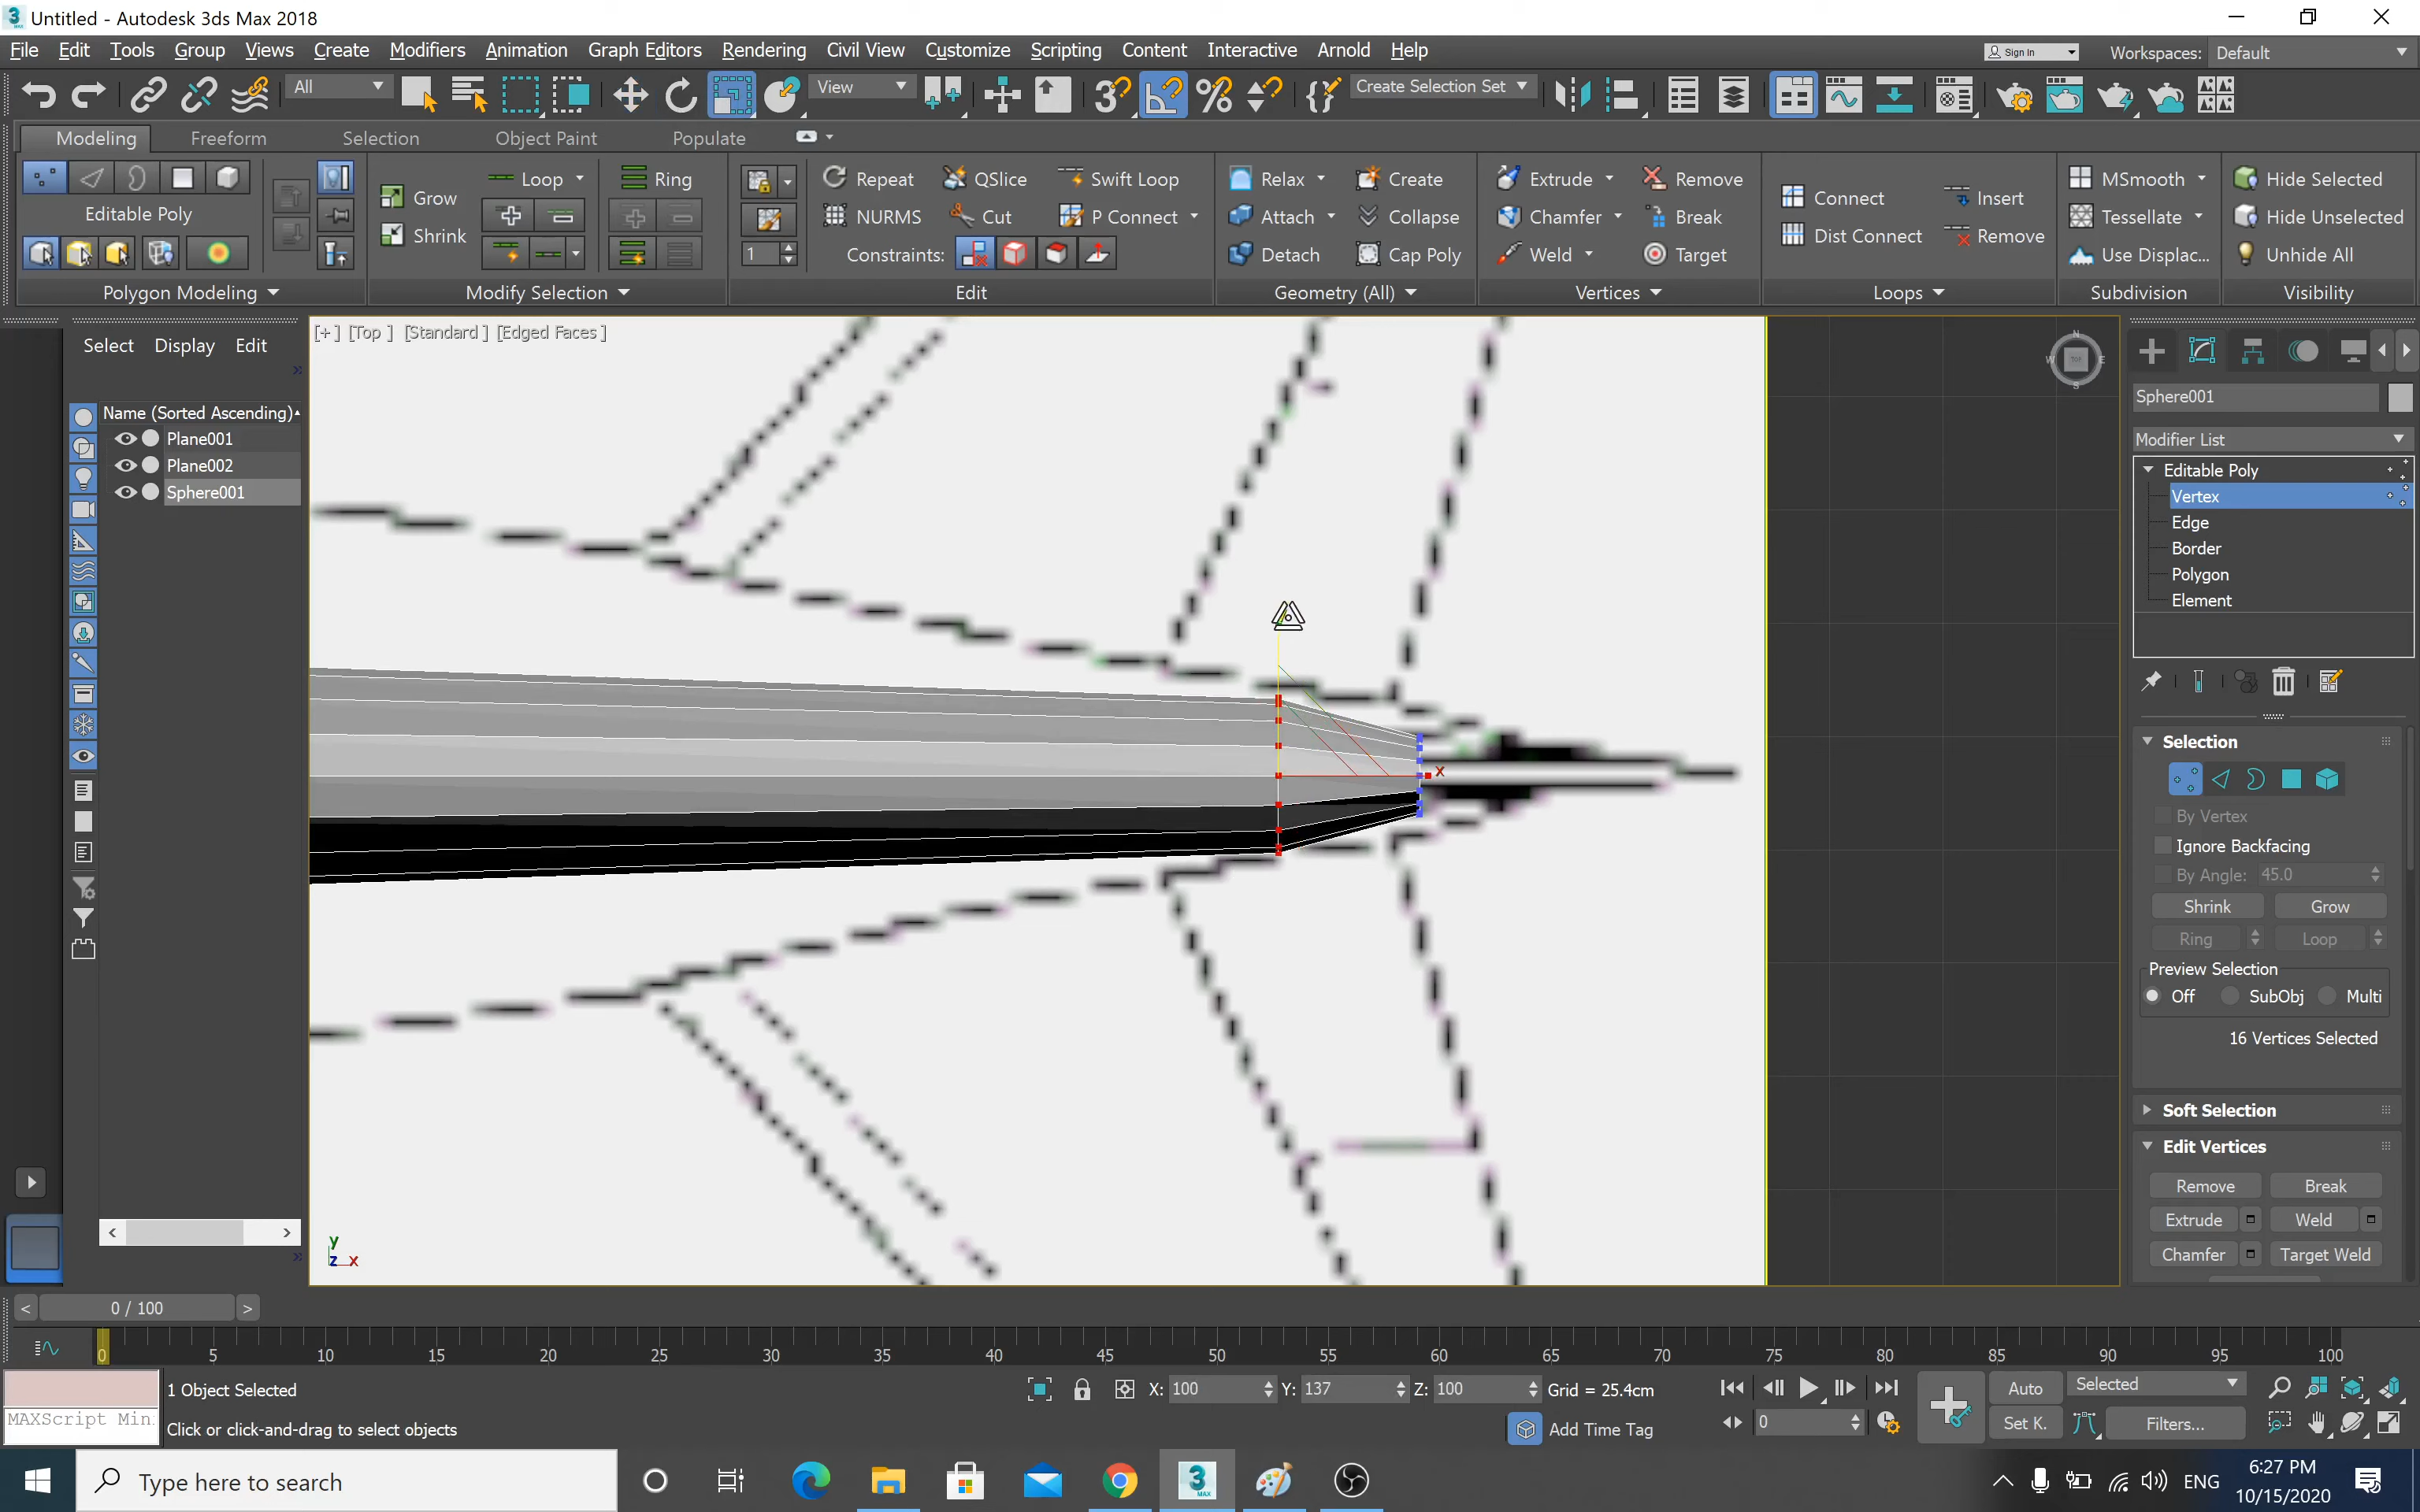 Untitled - Autodesk 3ds Max 2018
File Edit Tools Group Views Create Modifiers Animation Graph Editors Rendering Civil View Customize Scripting Content Interactive Arnold Help
Sign In
Workspaces: Default
All
View
Create Selection Set
Modeling Freeform Selection Object Paint Populate
Editable Poly
Polygon Modeling
Grow
Shrink
Loop
Ring
Modify Selection
1
Repeat QSlice Swift Loop
NURMS Cut P Connect
Constraints:
Edit
Relax Create
Attach Collapse
Detach Cap Poly
Geometry (All)
Extrude Remove
Chamfer Break
Weld Target
Vertices
Connect Insert
Dist Connect Remove
Loops
MSmooth
Tessellate
Use Displac...
Subdivision
Hide Selected
Hide Unselected
Unhide All
Visibility
Select Display Edit
Name (Sorted Ascending)
Plane001
Plane002
Sphere001
[+] [Top ] [Standard ] [Edged Faces ]
N
W
E
S
x
y
z x
Sphere001
Modifier List
Editable Poly
Vertex
Edge
Border
Polygon
Element
Selection
By Vertex
Ignore Backfacing
By Angle: 45.0
Shrink Grow
Ring Loop
Preview Selection
Off SubObj Multi
16 Vertices Selected
Soft Selection
Edit Vertices
Remove Break
Extrude Weld
Chamfer Target Weld
< 0 / 100 >
0 5 10 15 20 25 30 35 40 45 50 55 60 65 70 75 80 85 90 95 100
1 Object Selected
MAXScript Min
Click or click-and-drag to select objects
X: 100 Y: 137 Z: 100 Grid = 25.4cm
Add Time Tag
0
Auto Selected
Set K. Filters...
Type here to search
3
MAX
ENG
6:27 PM
10/15/2020